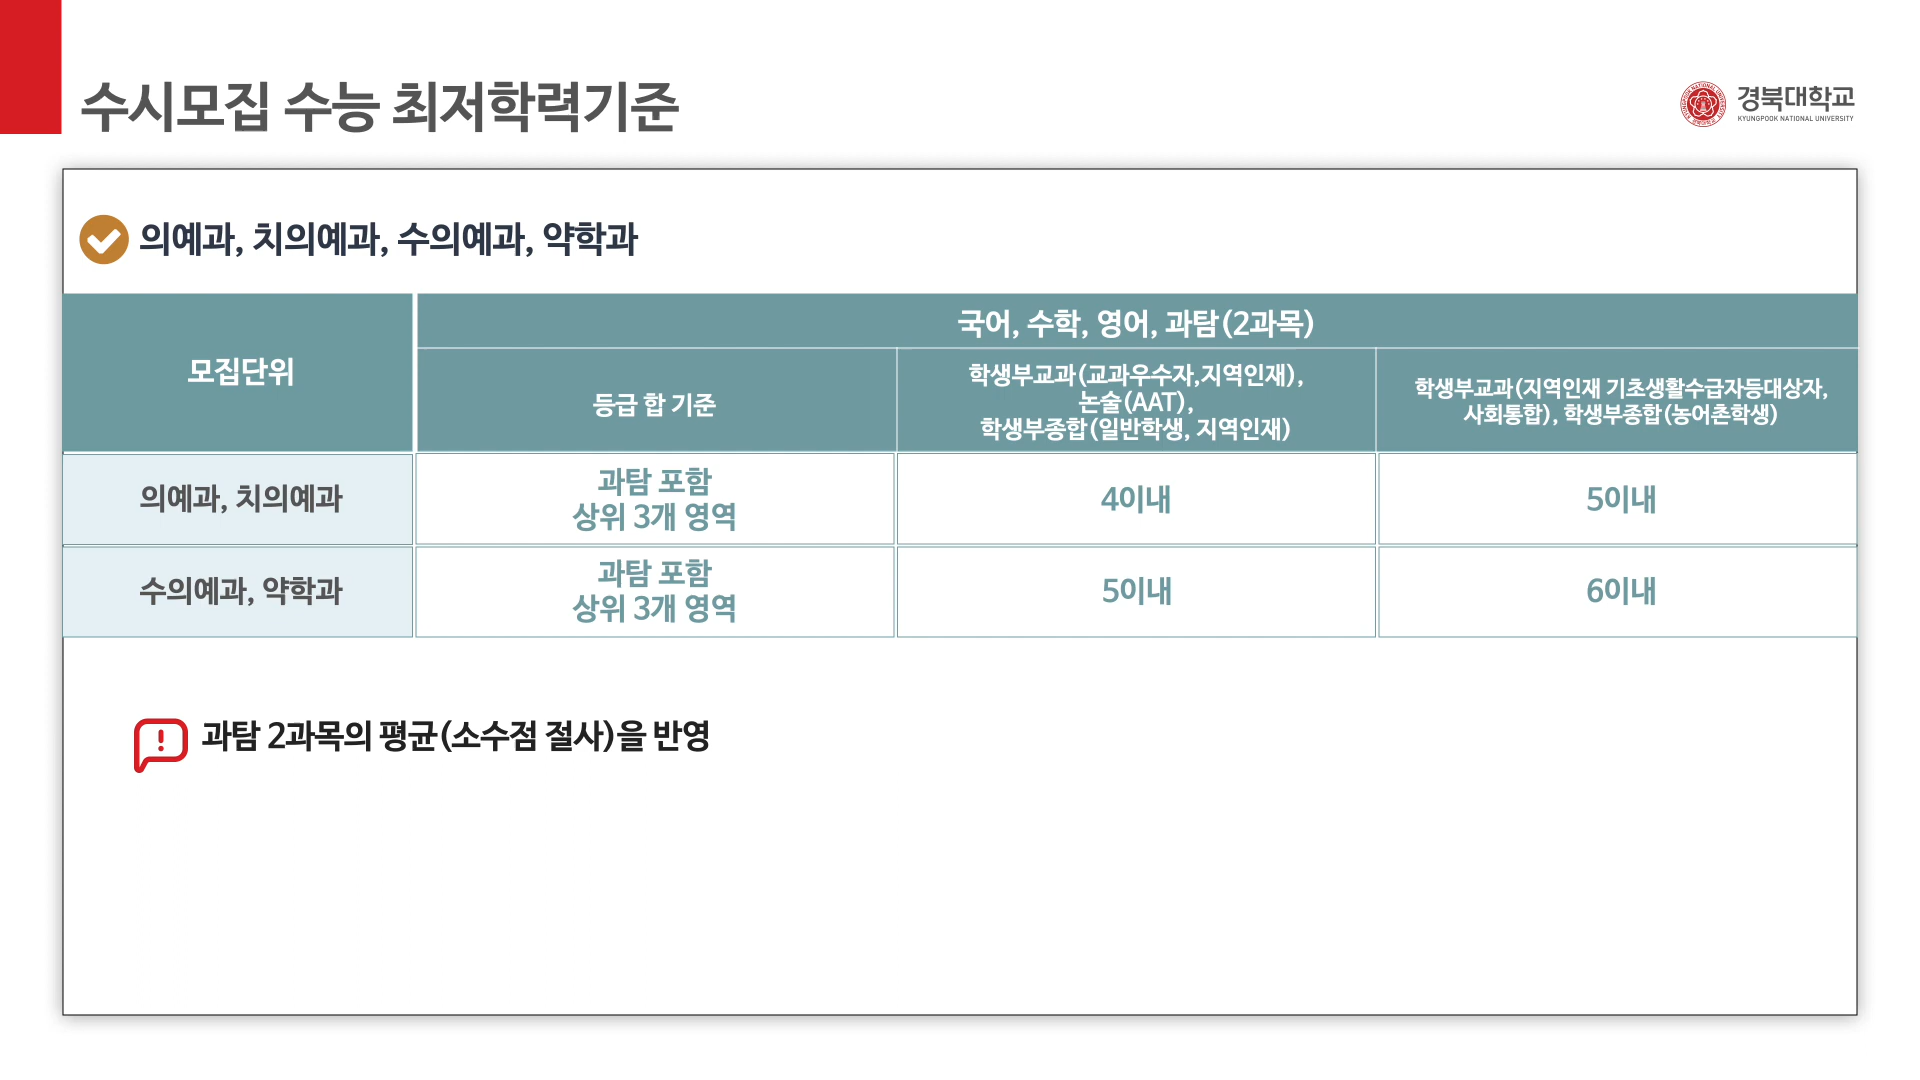 수시모집 수능 최저학력기준
경북대학교
KYUNGPOOK NATIONAL UNIVERSITY
의예과, 치의예과, 수의예과, 약학과
모집단위
국어, 수학, 영어, 과탐(2과목)
등급 합 기준
학생부교과(교과우수자,지역인재),
논술(AAT),
학생부종합(일반학생, 지역인재)
학생부교과(지역인재 기초생활수급자등대상자,
사회통합), 학생부종합(농어촌학생)
의예과, 치의예과
과탐 포함
상위 3개 영역
4이내
5이내
수의예과, 약학과
과탐 포함
상위 3개 영역
5이내
6이내
과탐 2과목의 평균(소수점 절사)을 반영